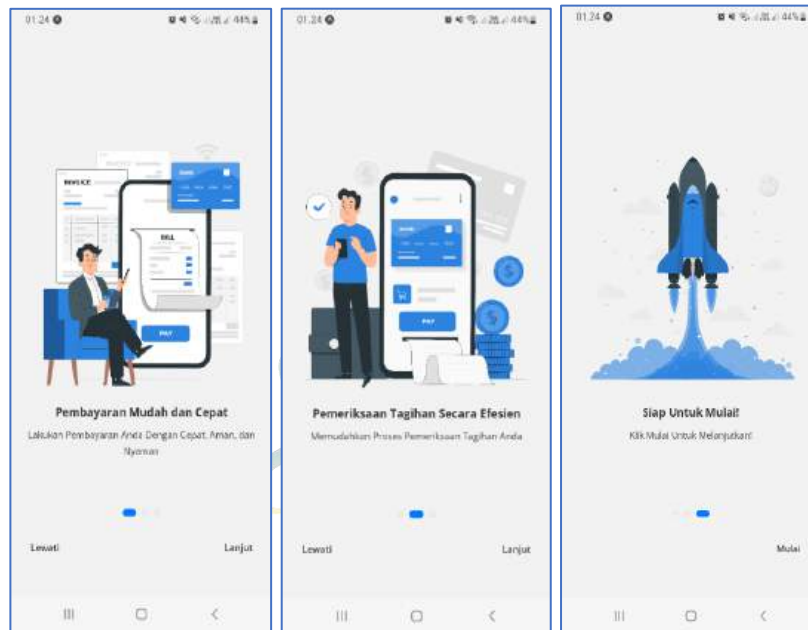 01.24
44%
INVOICE
BILL
PAY
Pembayaran Mudah dan Cepat
Lakukan Pembayaran Anda Dengan Cepat, Aman, dan
Nyaman
Lewati
Lanjut
01.24
44%
PAY
Pemeriksaan Tagihan Secara Efesien
Memudahkan Proses Pemeriksaan Tagihan Anda
Lewati
Lanjut
01.24
44%
Siap Untuk Mulai!
Klik Mulai Untuk Melanjutkan!
Mulai